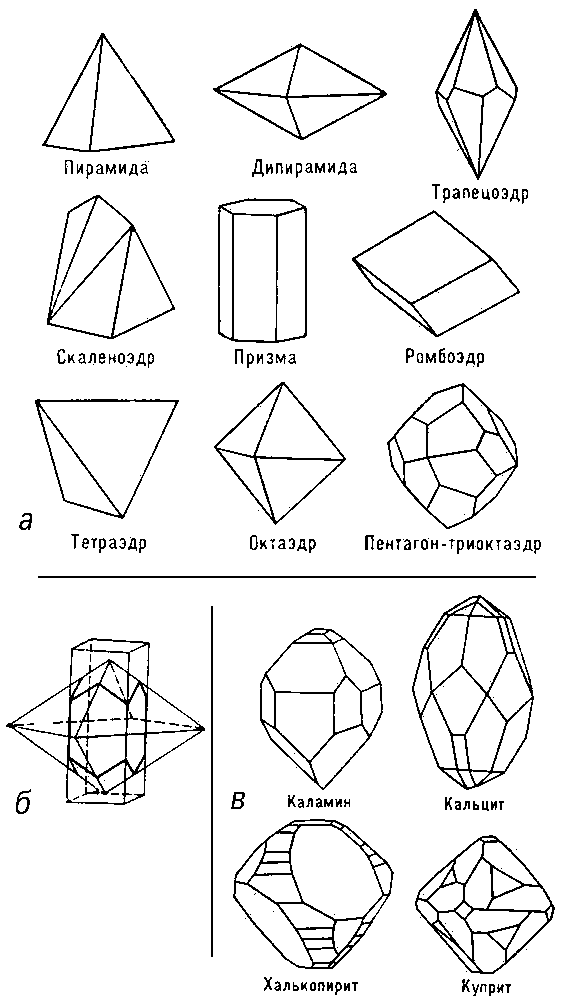 Пирамида
Дипирамида
Трапецоэдр
Скаленоэдр
Призма
Ромбоэдр
а
Тетраэдр
Октаэдр
Пентагон-триоктаэдр
б
в
Каламин
Кальцит
Халькопирит
Куприт